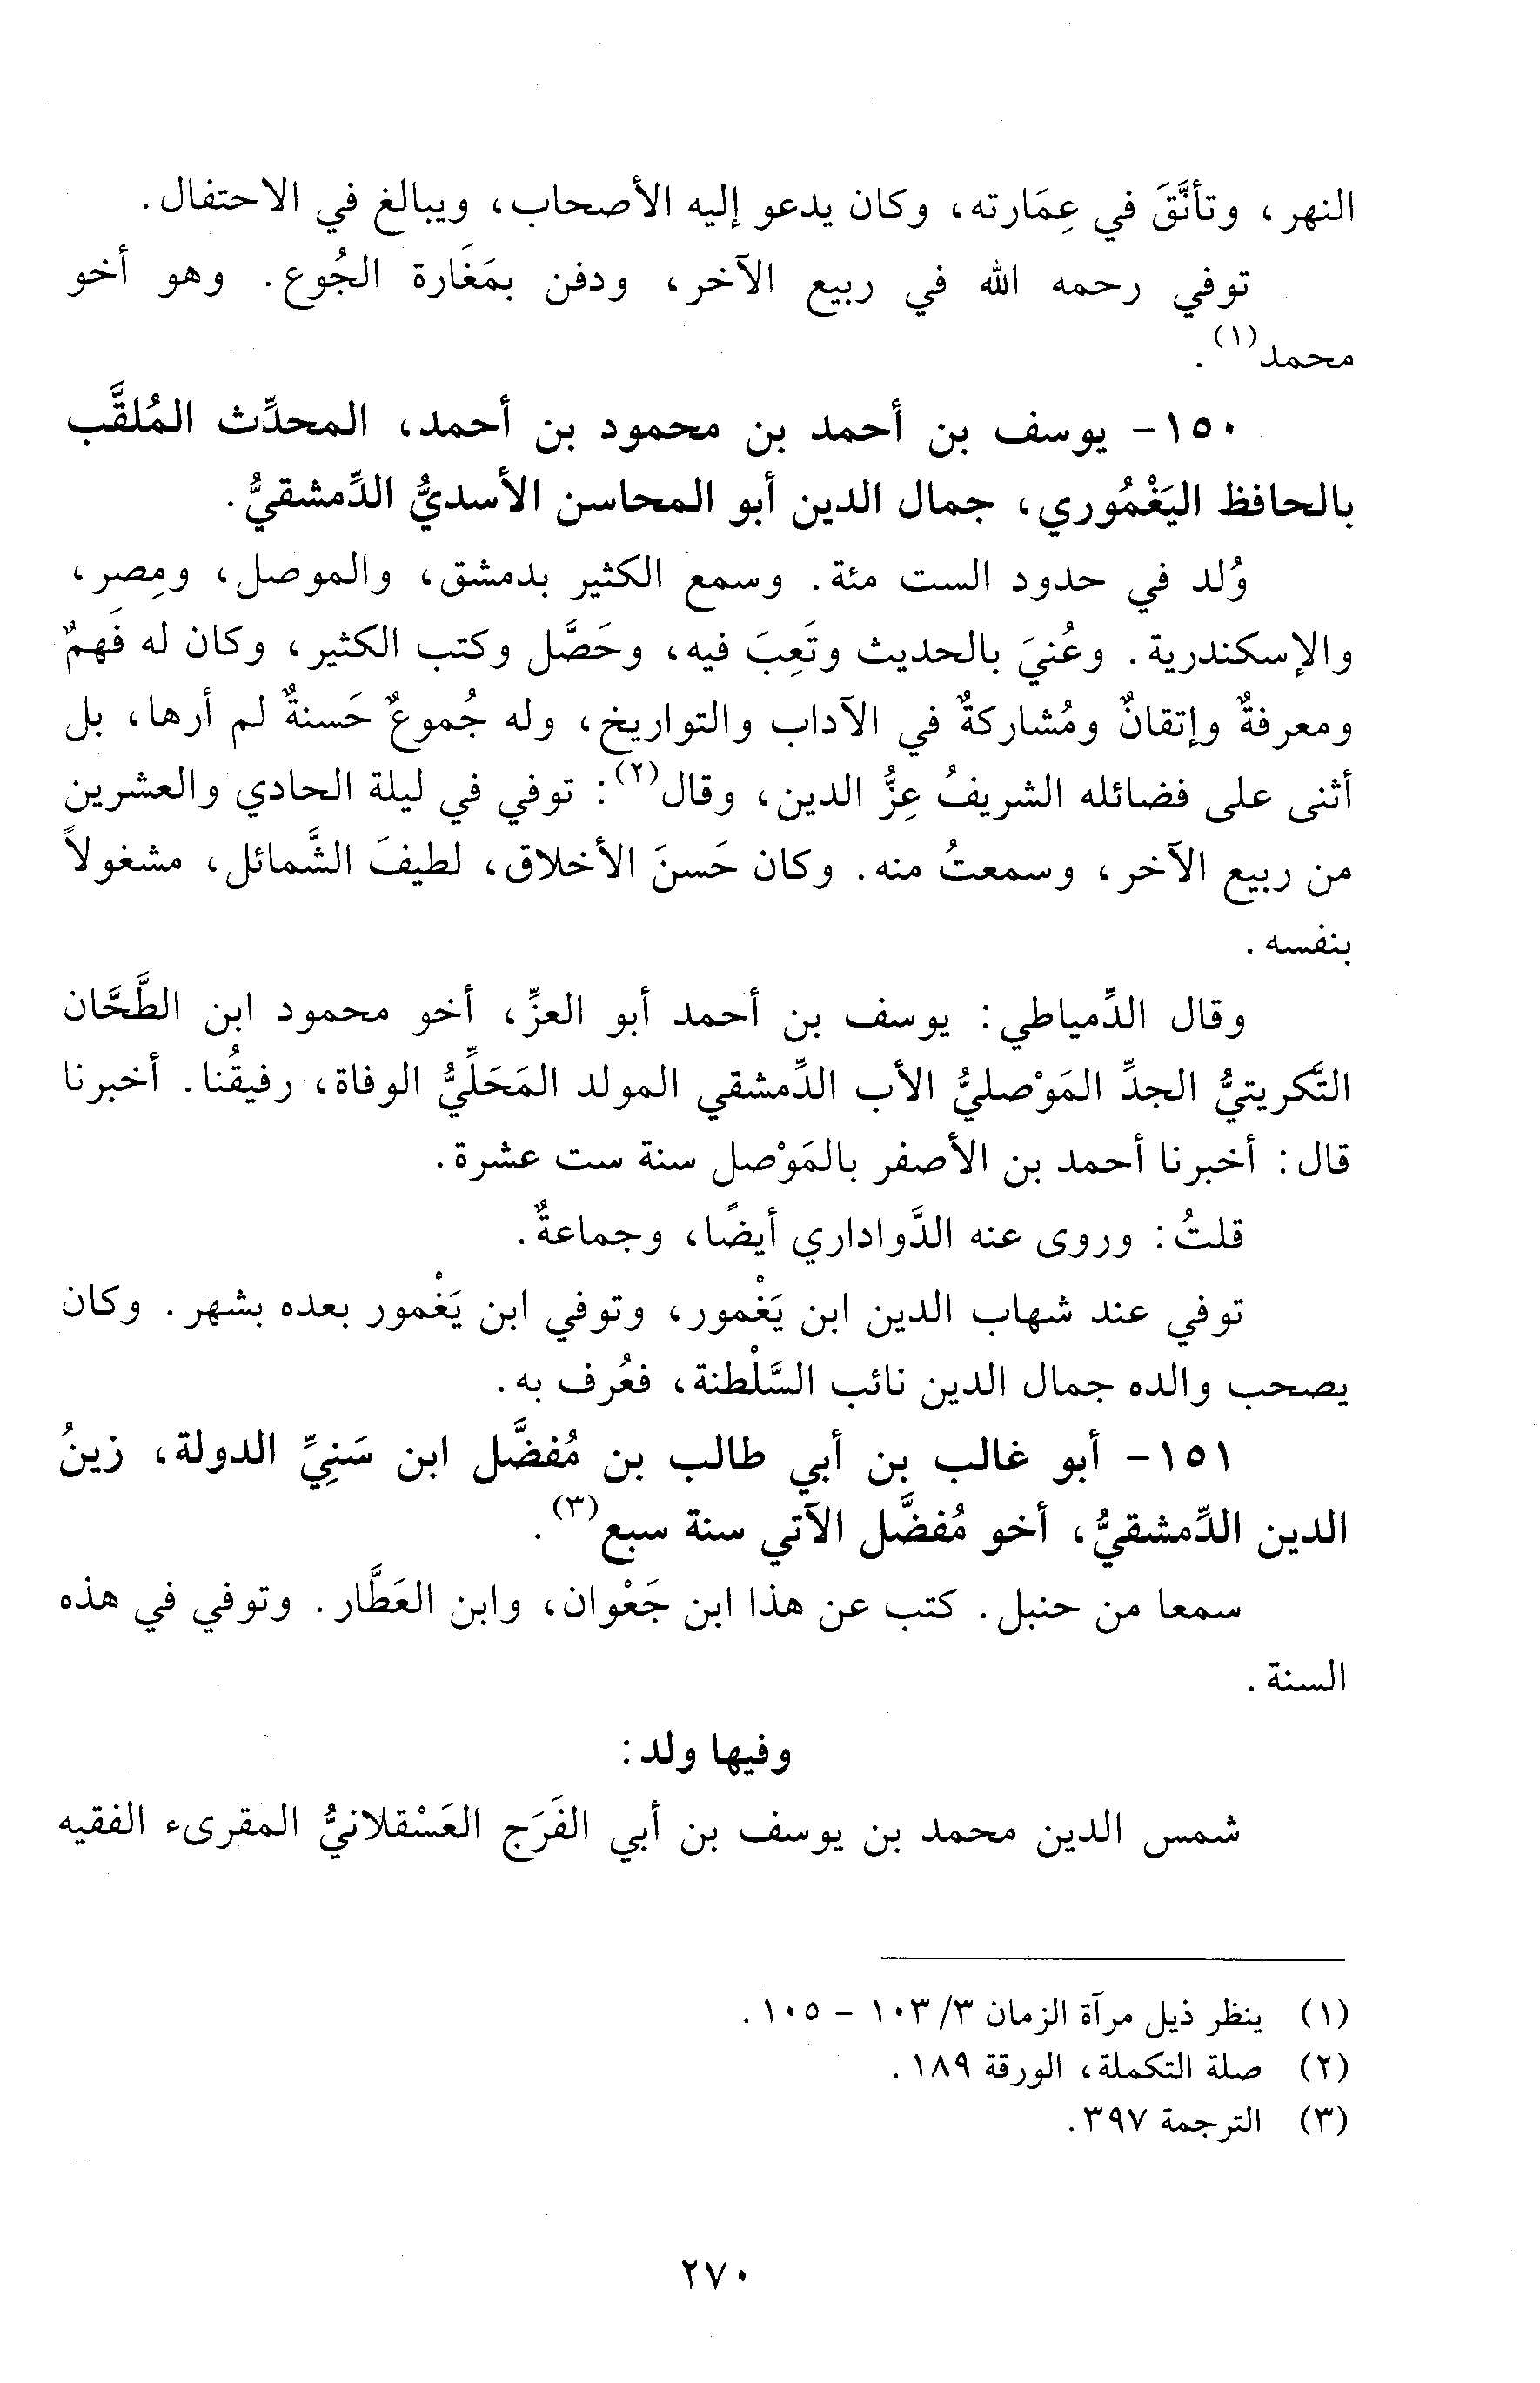 النهر، وتأنَّقَ في عِمَارته، وكان يدعو إليه الأصحاب، ويبالغ في الاحتفال.
توفي رحمه الله في ربيع الآخر، ودفن بمَغَارة الجُوع. وهو أخو
محمد(١).
١٥٠- يوسف بن أحمد بن محمود بن أحمد، المحدِّث المُلقَّب
بالحافظ اليَغْمُوري، جمال الدين أبو المحاسن الأسديُّ الدِّمشقيُّ.
وُلد في حدود الست مئة. وسمع الكثير بدمشق، والموصل، ومِصر،
والإسكندرية. وعُنيَ بالحديث وتَعِبَ فيه، وحَصَّل وكتب الكثير، وكان له فَهمٌ
ومعرفةٌ وإتقانٌ ومُشاركةٌ في الآداب والتواريخ، وله جُموعٌ حَسنةٌ لم أرها، بل
أثنى على فضائله الشريفُ عِزُّ الدين، وقال(٢): توفي في ليلة الحادي والعشرين
من ربيع الآخر، وسمعتُ منه. وكان حَسنَ الأخلاق، لطيفَ الشَّمائل، مشغولاً
بنفسه.
وقال الدِّمياطي: يوسف بن أحمد أبو العزِّ، أخو محمود ابن الطَّحَّان
التَّكريتيُّ الجدِّ المَوْصليُّ الأب الدِّمشقي المولد المَحَلِّيُّ الوفاة، رفيقُنا. أخبرنا
قال: أخبرنا أحمد بن الأصفر بالمَوْصل سنة ست عشرة.
قلتُ: وروى عنه الدَّواداري أيضًا، وجماعةٌ.
توفي عند شهاب الدين ابن يَغْمور، وتوفي ابن يَغْمور بعده بشهر. وكان
يصحب والده جمال الدين نائب السَّلْطنة، فعُرف به.
١٥١- أبو غالب بن أبي طالب بن مُفضَّل ابن سَنِيِّ الدولة، زينُ
الدين الدِّمشقيُّ، أخو مُفضَّل الآتي سنة سبع(٣).
سمعا من حنبل. كتب عن هذا ابن جَعْوان، وابن العَطَّار. وتوفي في هذه
السنة.
وفيها ولد:
شمس الدين محمد بن يوسف بن أبي الفَرَج العَسْقلانيُّ المقرىء الفقيه
(١) ينظر ذيل مرآة الزمان ٣/ ١٠٣ - ١٠٥.
(٢) صلة التكملة، الورقة ١٨٩.
(٣) الترجمة ٣٩٧.
٢٧٠